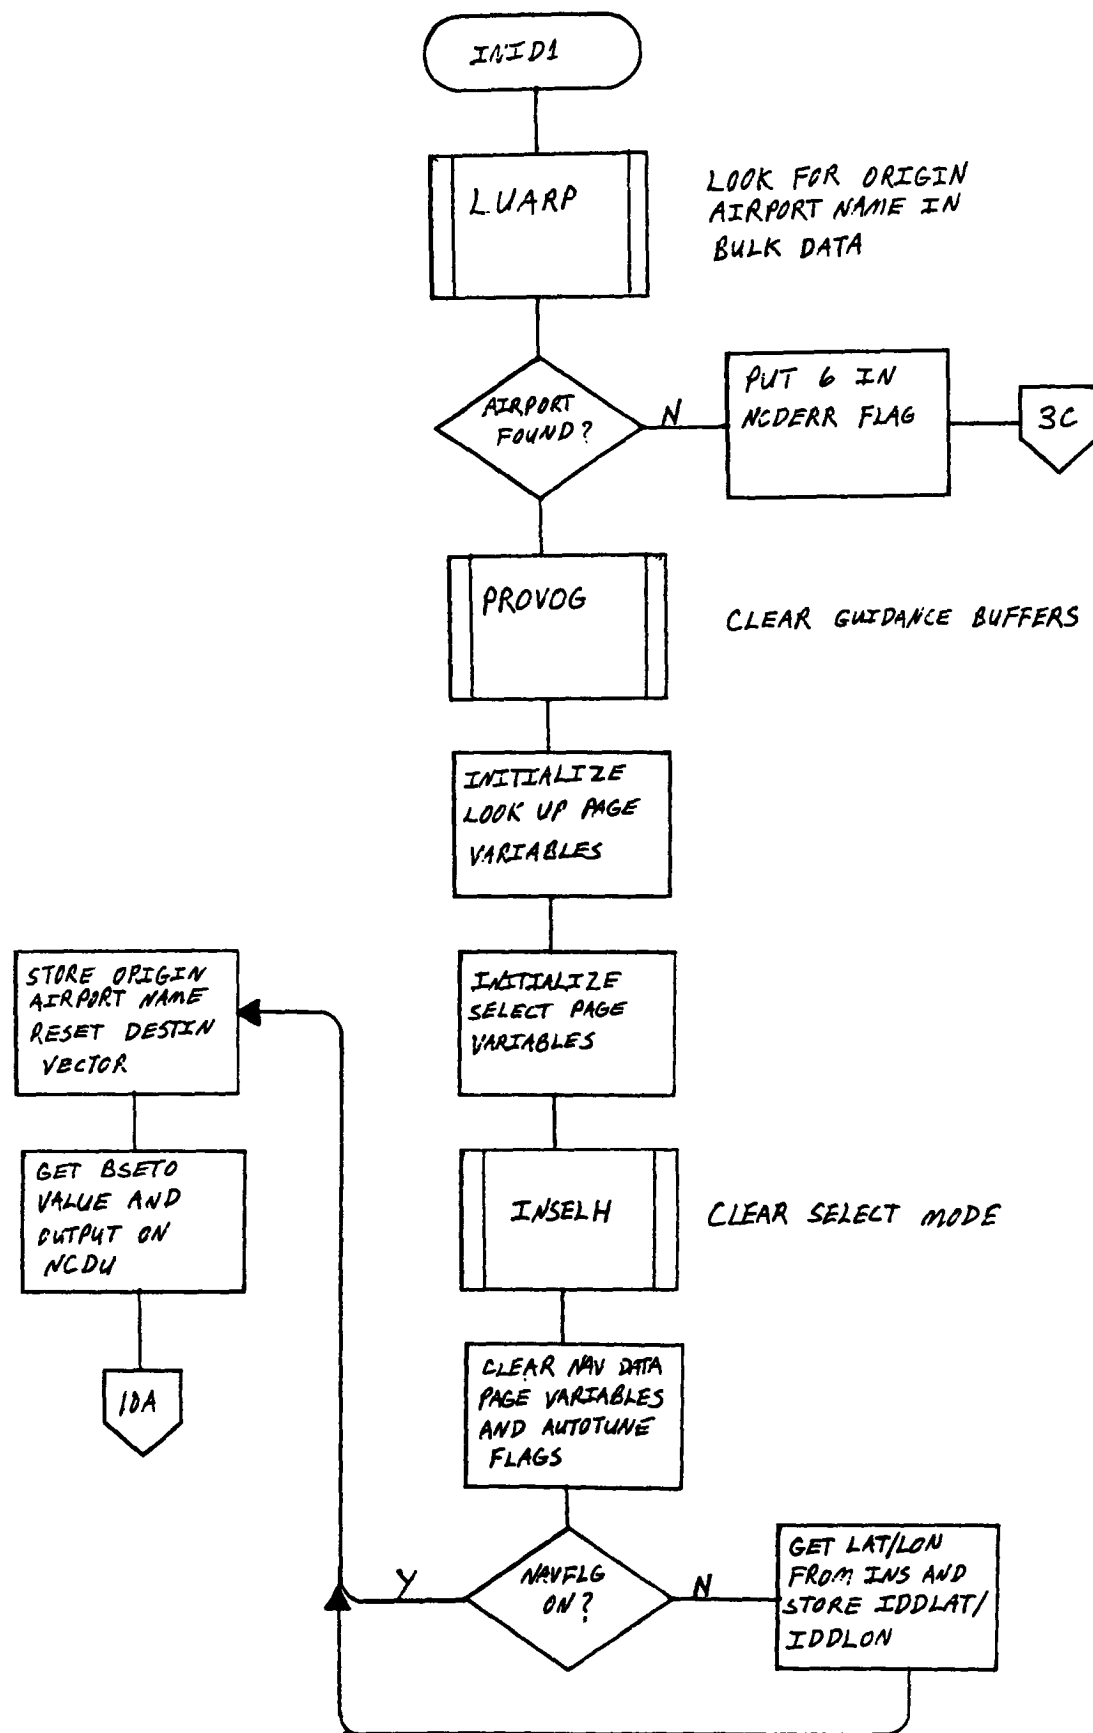 INID1
LUARP
LOOK FOR ORIGIN
AIRPORT NAME IN
BULK DATA
AIRPORT
FOUND?
N
PUT 6 IN
NCDERR FLAG
3C
PROVOG
CLEAR GUIDANCE BUFFERS
INITIALIZE
LOOK UP PAGE
VARIABLES
INITIALIZE
SELECT PAGE
VARIABLES
INSELH
CLEAR SELECT MODE
CLEAR NAV DATA
PAGE VARIABLES
AND AUTOTUNE
FLAGS
NAVFLG
ON?
Y
N
GET LAT/LON
FROM INS AND
STORE IDDLAT/
IDDLON
STORE ORIGIN
AIRPORT NAME
RESET DESTIN
VECTOR
GET BSETO
VALUE AND
OUTPUT ON
NCDU
10A